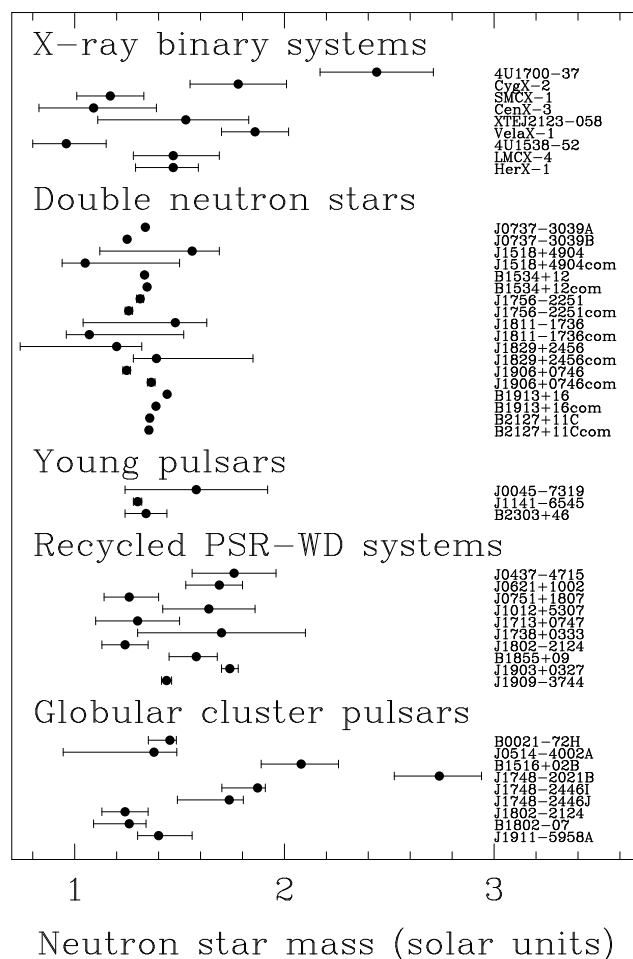 X-ray binary systems
4U1700-37
CygX-2
SMCX-1
CenX-3
XTEJ2123-058
VelaX-1
4U1538-52
LMCX-4
HerX-1
Double neutron stars
J0737-3039A
J0737-3039B
J1518+4904
J1518+4904com
B1534+12
B1534+12com
J1756-2251
J1756-2251com
J1811-1736
J1811-1736com
J1829+2456
J1829+2456com
J1906+0746
J1906+0746com
B1913+16
B1913+16com
B2127+11C
B2127+11Ccom
Young pulsars
J0045-7319
J1141-6545
B2303+46
Recycled PSR-WD systems
J0437-4715
J0621+1002
J0751+1807
J1012+5307
J1713+0747
J1738+0333
J1802-2124
B1855+09
J1903+0327
J1909-3744
Globular cluster pulsars
B0021-72H
J0514-4002A
B1516+02B
J1748-2021B
J1748-2446I
J1748-2446J
J1802-2124
B1802-07
J1911-5958A
1 2 3
Neutron star mass (solar units)